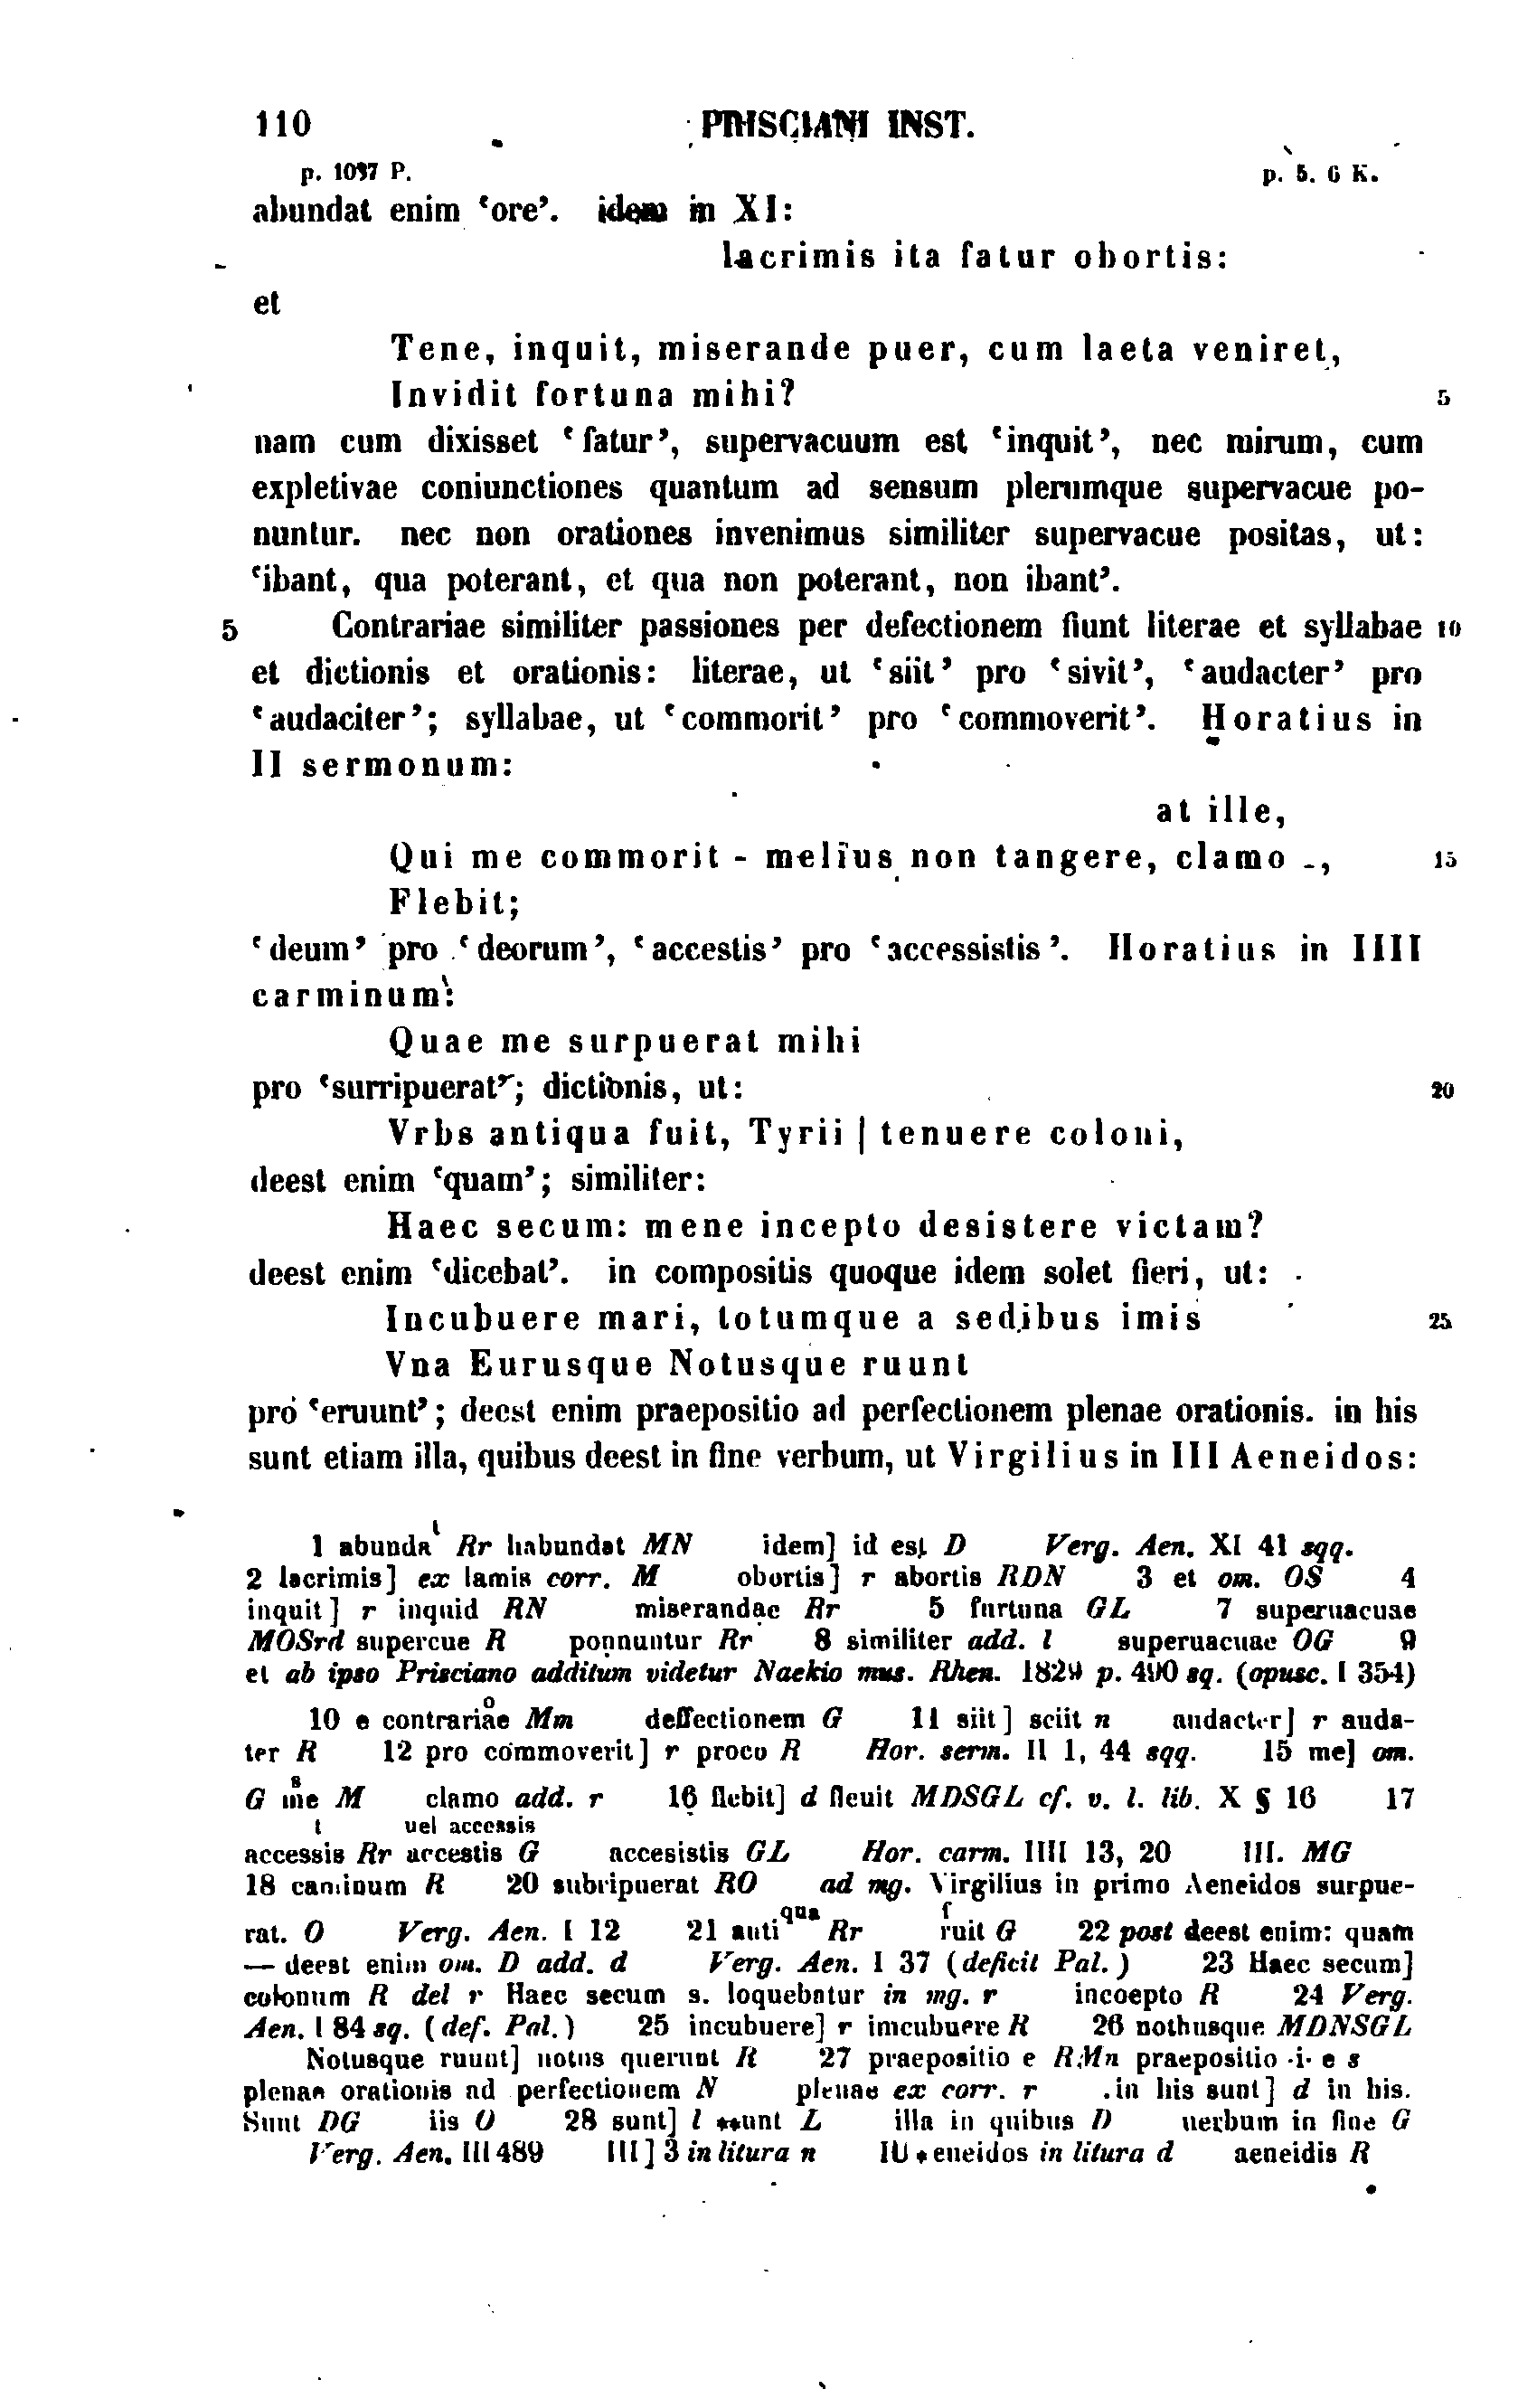 110 PRISCIANI INST.
p. 1037 P. p. 5. 6 K.
abundat enim ‘ore’. idem in XI:
lacrimis ita fatur obortis:
et
Tene, inquit, miserande puer, cum laeta veniret,
Invidit fortuna mihi? 5
nam cum dixisset ‘fatur’, supervacuum est ‘inquit’, nec mirum, cum
expletivae coniunctiones quantum ad sensum plerumque supervacue po-
nuntur. nec non orationes invenimus similiter supervacue positas, ut:
‘ibant, qua poterant, et qua non poterant, non ibant’.
5 Contrariae similiter passiones per defectionem fiunt literae et syllabae 10
et dictionis et orationis: literae, ut ‘siit’ pro ‘sivit’, ‘audacter’ pro
‘audaciter’; syllabae, ut ‘commorit’ pro ‘commoverit’. Horatius in
II sermonum:
at ille,
Qui me commorit - melius non tangere, clamo -, 15
Flebit;
‘deum’ pro ‘deorum’, ‘accestis’ pro ‘accessistis’. Horatius in IIII
carminum:
Quae me surpuerat mihi
pro ‘surripuerat’; dictionis, ut: 20
Vrbs antiqua fuit, Tyrii | tenuere coloni,
deest enim ‘quam’; similiter:
Haec secum: mene incepto desistere victam?
deest enim ‘dicebat’. in compositis quoque idem solet fieri, ut:
Incubuere mari, totumque a sedibus imis 25
Vna Eurusque Notusque ruunt
pro ‘eruunt’; deest enim praepositio ad perfectionem plenae orationis. in his
sunt etiam illa, quibus deest in fine verbum, ut Virgilius in III Aeneidos:
1 abunda^t Rr habundat MN idem] id est D Verg. Aen. XI 41 sqq.
2 lacrimis] ex lamis corr. M obortis] r abortis RDN 3 et om. OS 4
inquit] r inquid RN miserandae Rr 5 furtuna GL 7 superuacuae
MOSrd supercue R ponnuntur Rr 8 similiter add. l superuacuae OG 9
et ab ipso Prisciano additum videtur Naekio mus. Rhen. 1829 p. 490 sq. (opusc. I 354)
10 e contrariae^o Mm deffectionem G 11 siit] sciit n audacter] r auda-
ter R 12 pro commoverit] r proco R Hor. serm. II 1, 44 sqq. 15 me] om.
G me^s M clamo add. r 16 flebit] d fleuit MDSGL cf. v. l. lib. X § 16 17
t uel accessis
accessis Rr accestis G accesistis GL Hor. carm. IIII 13, 20 III. MG
18 caminum R 20 subripuerat RO ad mg. Virgilius in primo Aeneidos surpue-
rat. O Verg. Aen. I 12 21 anti^qua Rr ruit^f G 22 post deest enim: quam
— deest enim om. D add. d Verg. Aen. I 37 (deficit Pal.) 23 Haec secum]
colonum R del r Haec secum s. loquebatur in mg. r incoepto R 24 Verg.
Aen. I 84 sq. (def. Pal.) 25 incubuere] r imcubuere R 26 nothusque MDNSGL
Notusque ruunt] notus querunt R 27 praepositio e RMn praepositio ·i· e s
plenae orationis ad perfectionem N plenae ex corr. r in his sunt] d in his.
Sunt DG iis O 28 sunt] l **unt L illa in quibus D uerbum in fine G
Verg. Aen. III 489 III] 3 in litura n IU*eneidos in litura d aeneidis R